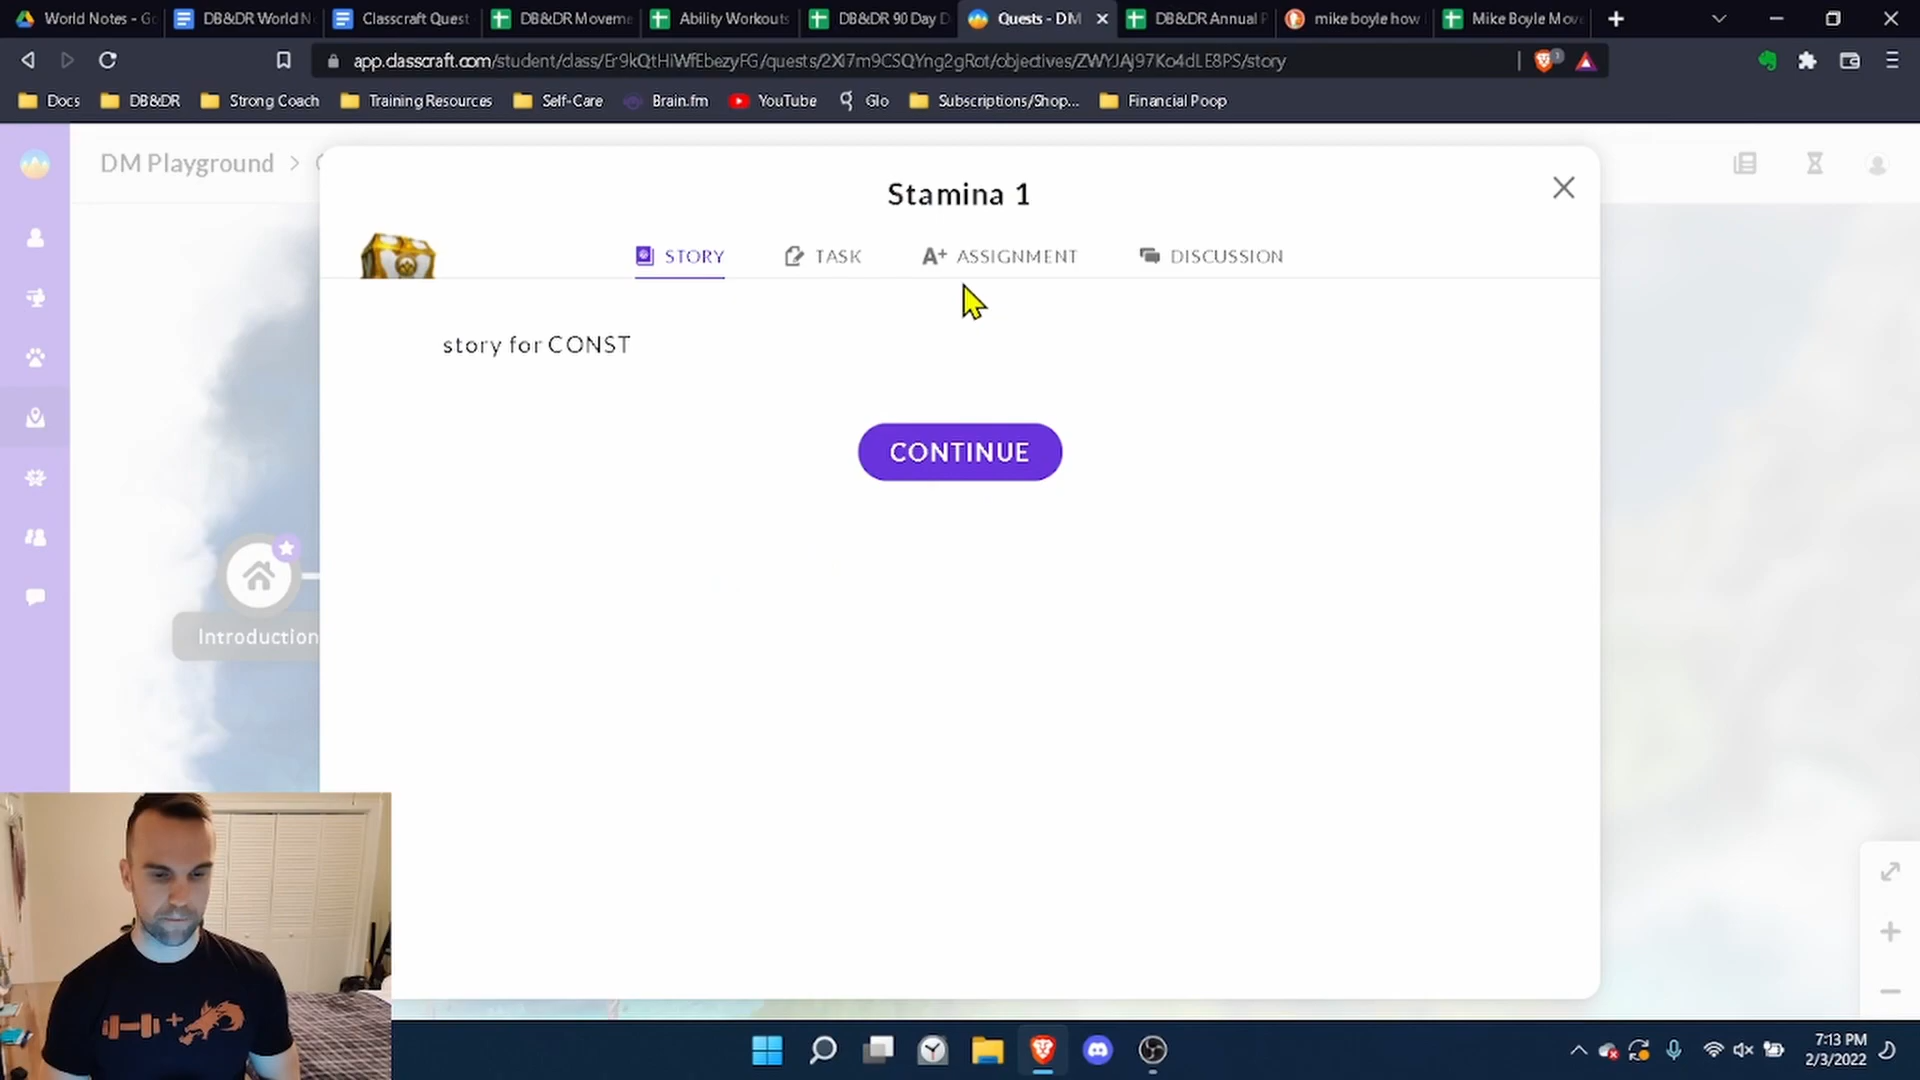 World Notes - Go
DB&DR World N
Classcraft Quest
DB&DR Moveme
Ability Workouts
DB&DR 90 Day D
Quests - DM
DB&DR Annual P
mike boyle how
Mike Boyle Mov
app.classcraft.com/student/class/Er9kQtHiWfEbezyFG/quests/2Xi7m9CSQYng2gRot/objectives/ZWYJAj97Ko4dLE8PS/story
1
Docs
DB&DR
Strong Coach
Training Resources
Self-Care
Brain.fm
YouTube
Glo
Subscriptions/Shop...
Financial Poop
DM Playground >
Stamina 1
STORY
TASK
A+ ASSIGNMENT
DISCUSSION
story for CONST
CONTINUE
Introduction
7:13 PM
2/3/2022